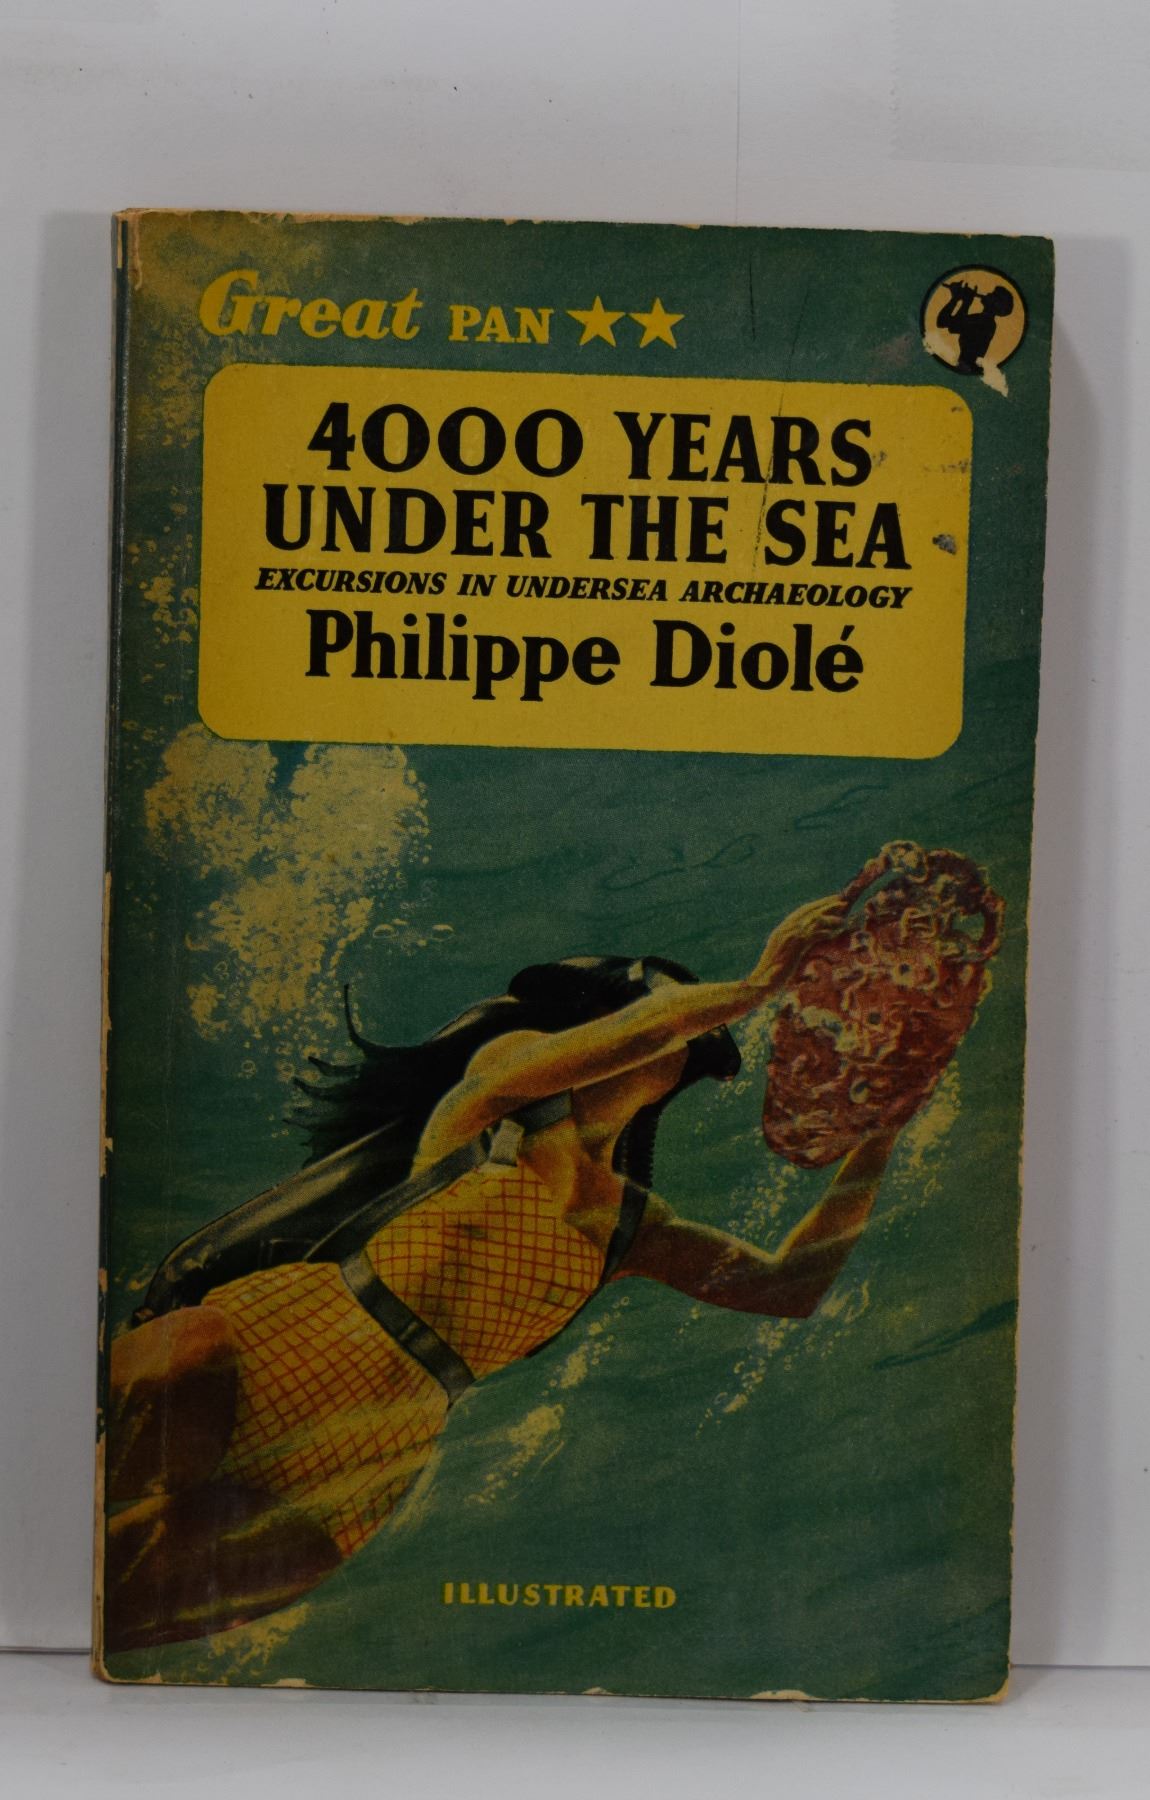 Great PAN ★★
4000 YEARS
UNDER THE SEA
EXCURSIONS IN UNDERSEA ARCHAEOLOGY
Philippe Diolé
ILLUSTRATED